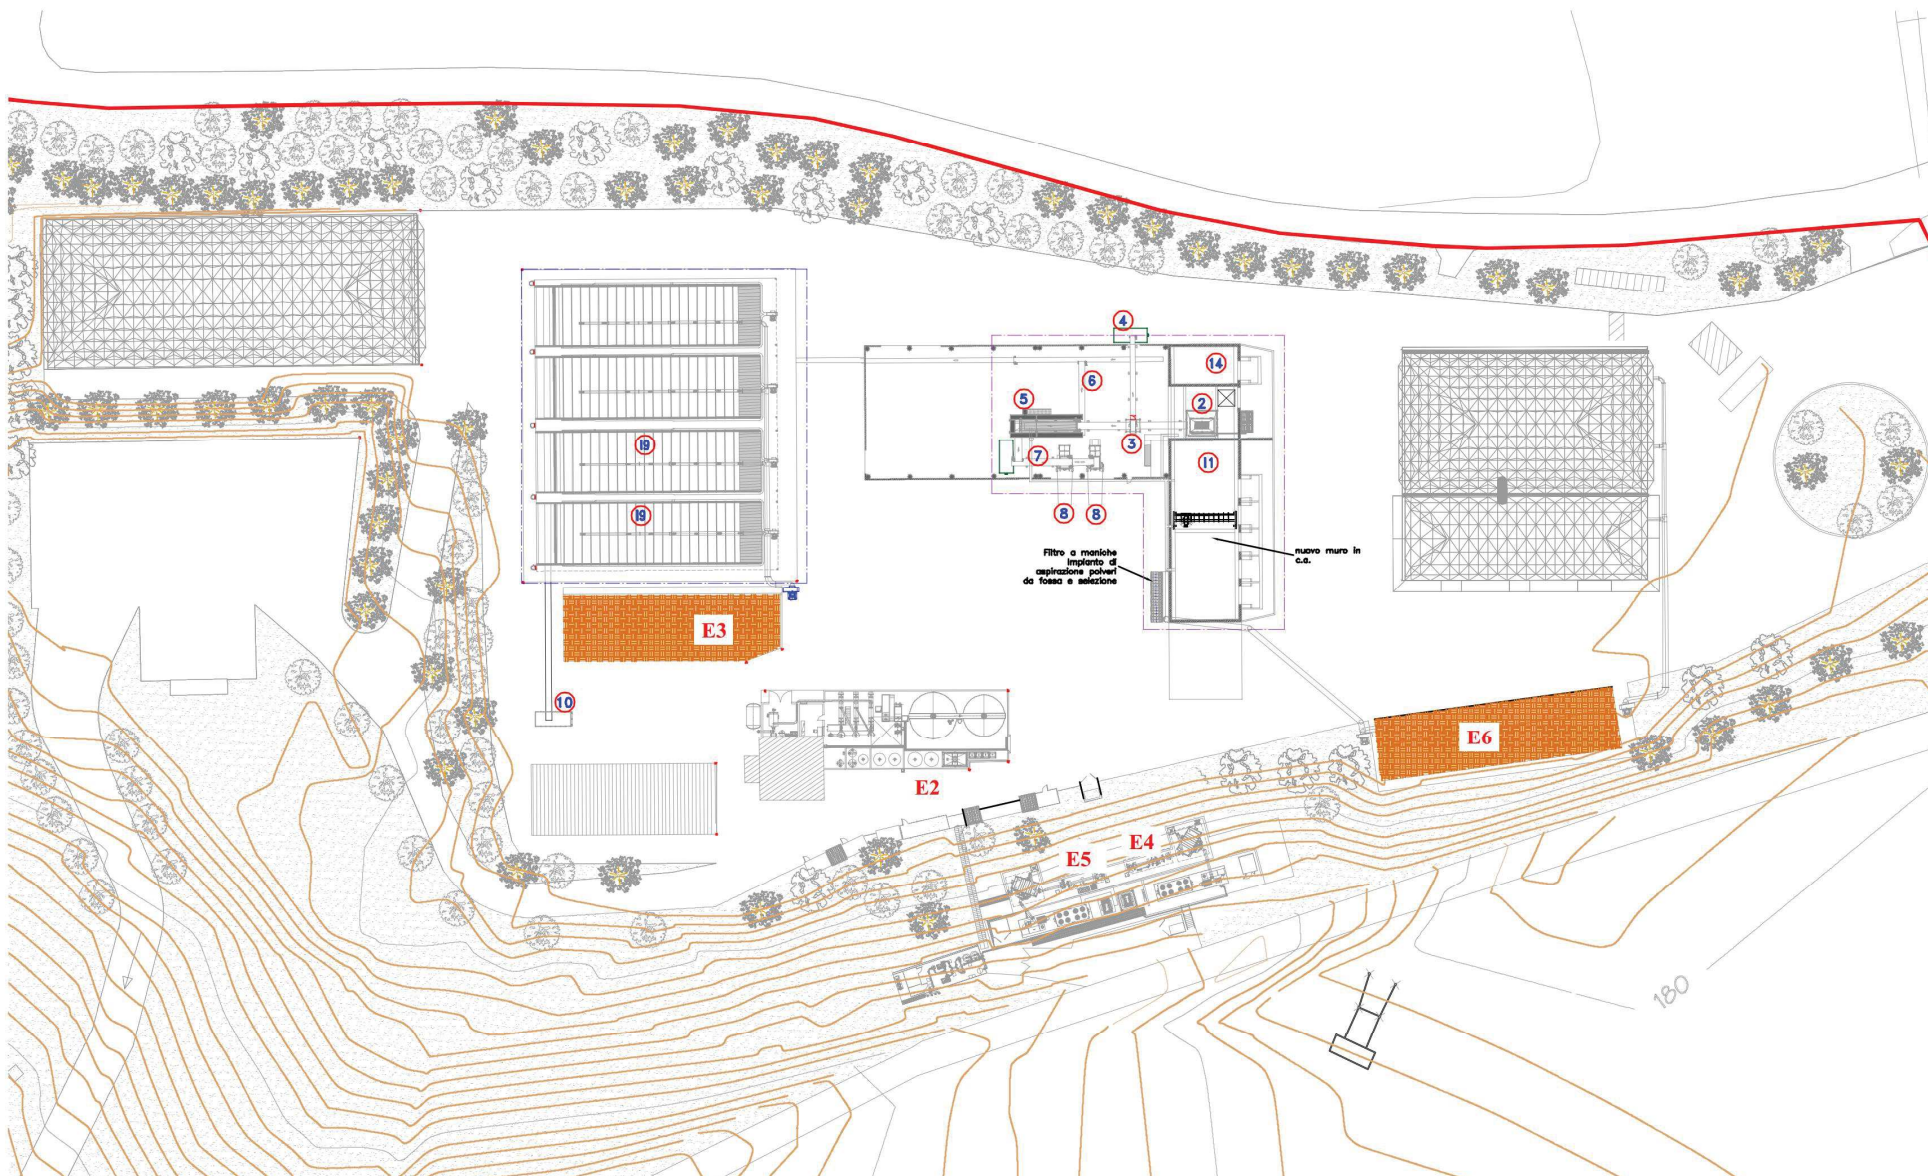 4
14
6
5
2
3
19
7
11
19
8
8
Filtro a maniche
impianto di
aspirazione polveri
da fossa e selezione
nuovo muro in
c.a.
E3
10
E6
E2
E4
E5
180